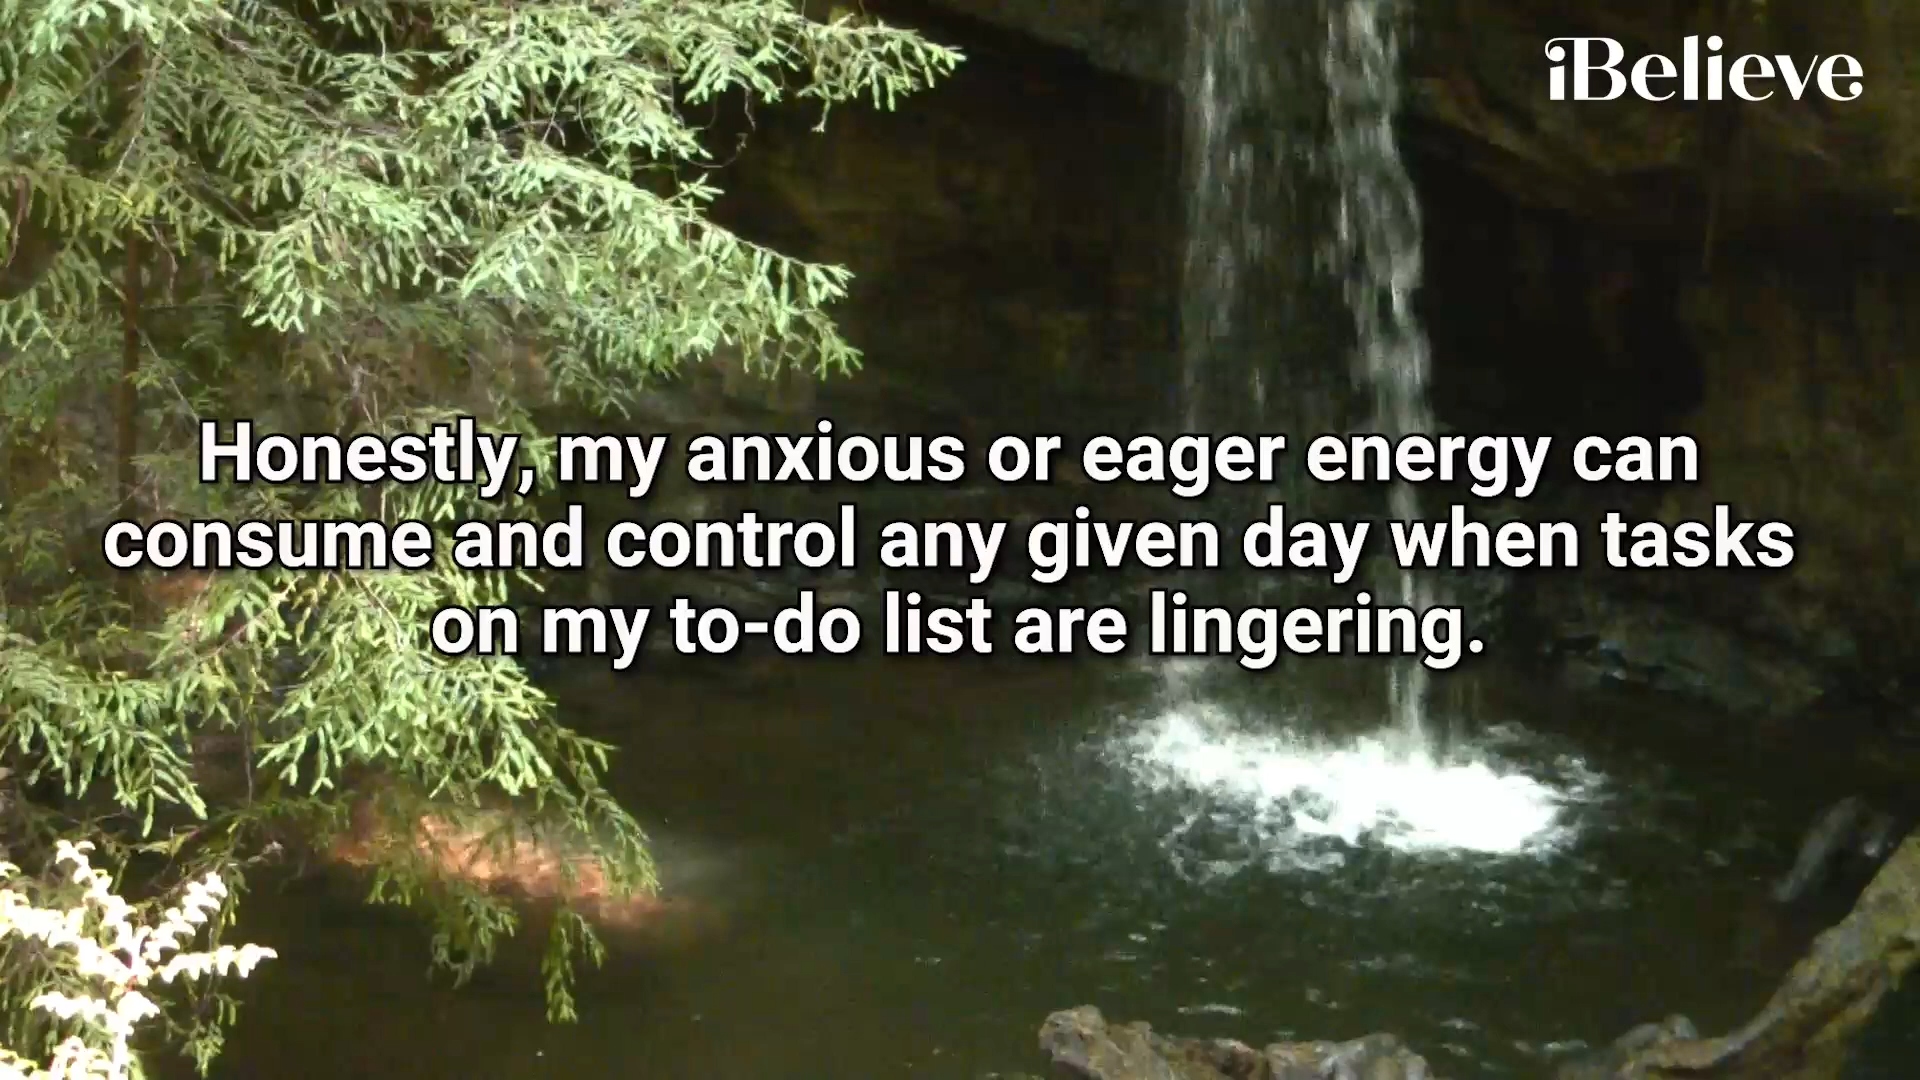 iBelieve
Honestly, my anxious or eager energy can
consume and control any given day when tasks
on my to-do list are lingering.